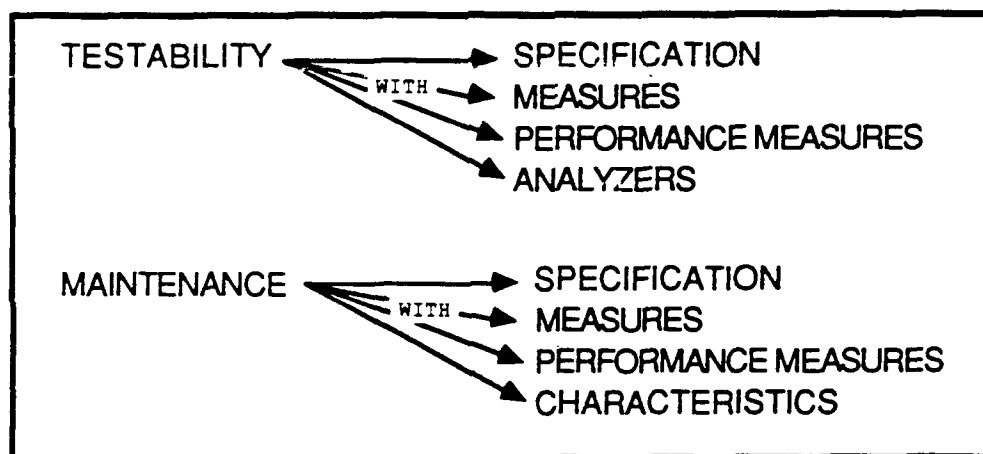 TESTABILITY
SPECIFICATION
WITH
MEASURES
PERFORMANCE MEASURES
ANALYZERS
MAINTENANCE
SPECIFICATION
WITH
MEASURES
PERFORMANCE MEASURES
CHARACTERISTICS